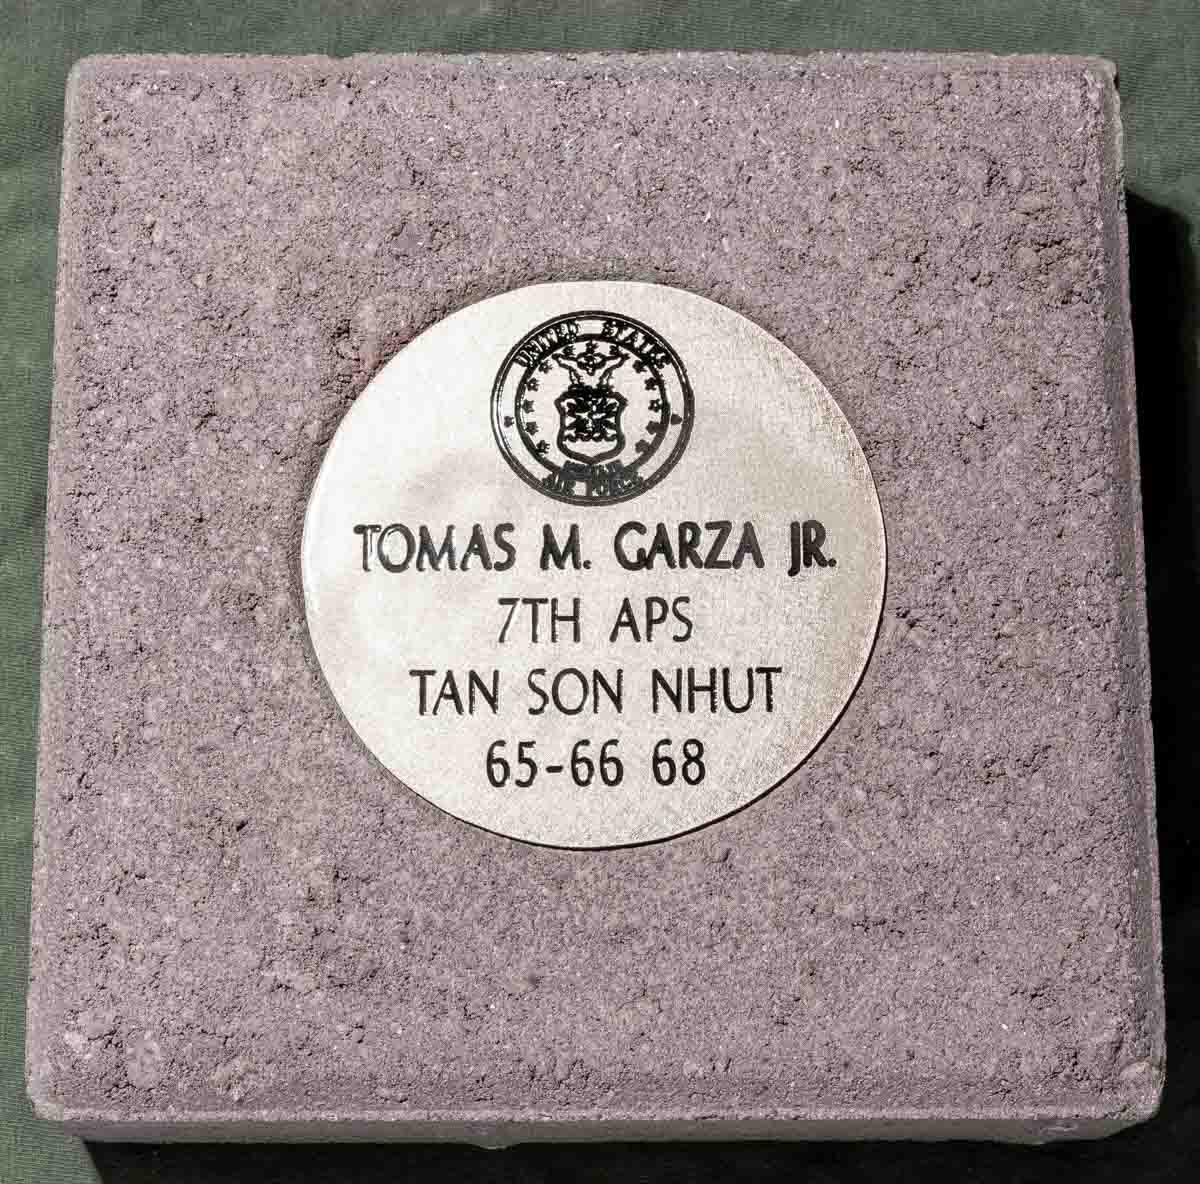 UNITED STATES
AIR FORCE
TOMAS M. GARZA JR.
7TH APS
TAN SON NHUT
65-66 68